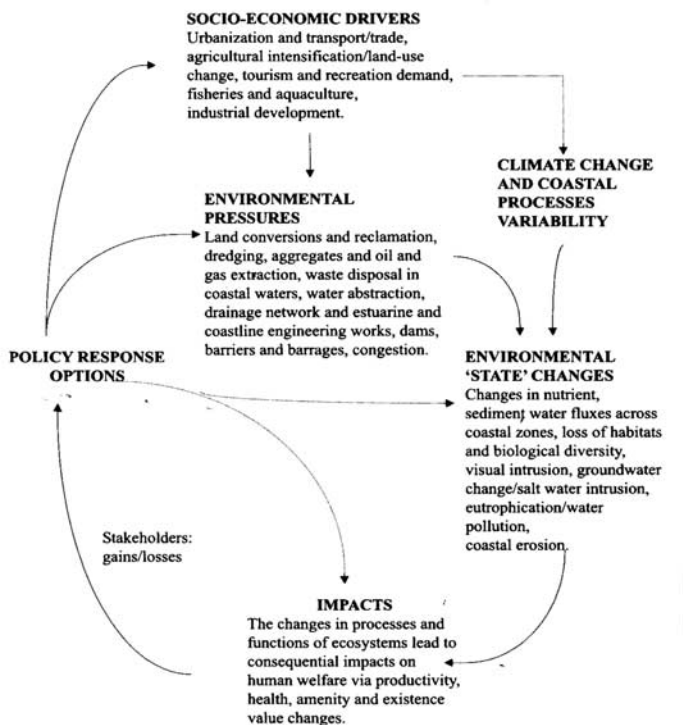 SOCIO-ECONOMIC DRIVERS
Urbanization and transport/trade,
agricultural intensification/land-use
change, tourism and recreation demand,
fisheries and aquaculture,
industrial development.
CLIMATE CHANGE
AND COASTAL
PROCESSES
VARIABILITY
ENVIRONMENTAL
PRESSURES
Land conversions and reclamation,
dredging, aggregates and oil and
gas extraction, waste disposal in
coastal waters, water abstraction,
drainage network and estuarine and
coastline engineering works, dams,
barriers and barrages, congestion.
POLICY RESPONSE
OPTIONS
ENVIRONMENTAL
‘STATE’ CHANGES
Changes in nutrient,
sediment water fluxes across
coastal zones, loss of habitats
and biological diversity,
visual intrusion, groundwater
change/salt water intrusion,
eutrophication/water
pollution,
coastal erosion.
Stakeholders:
gains/losses
IMPACTS
The changes in processes and
functions of ecosystems lead to
consequential impacts on
human welfare via productivity,
health, amenity and existence
value changes.